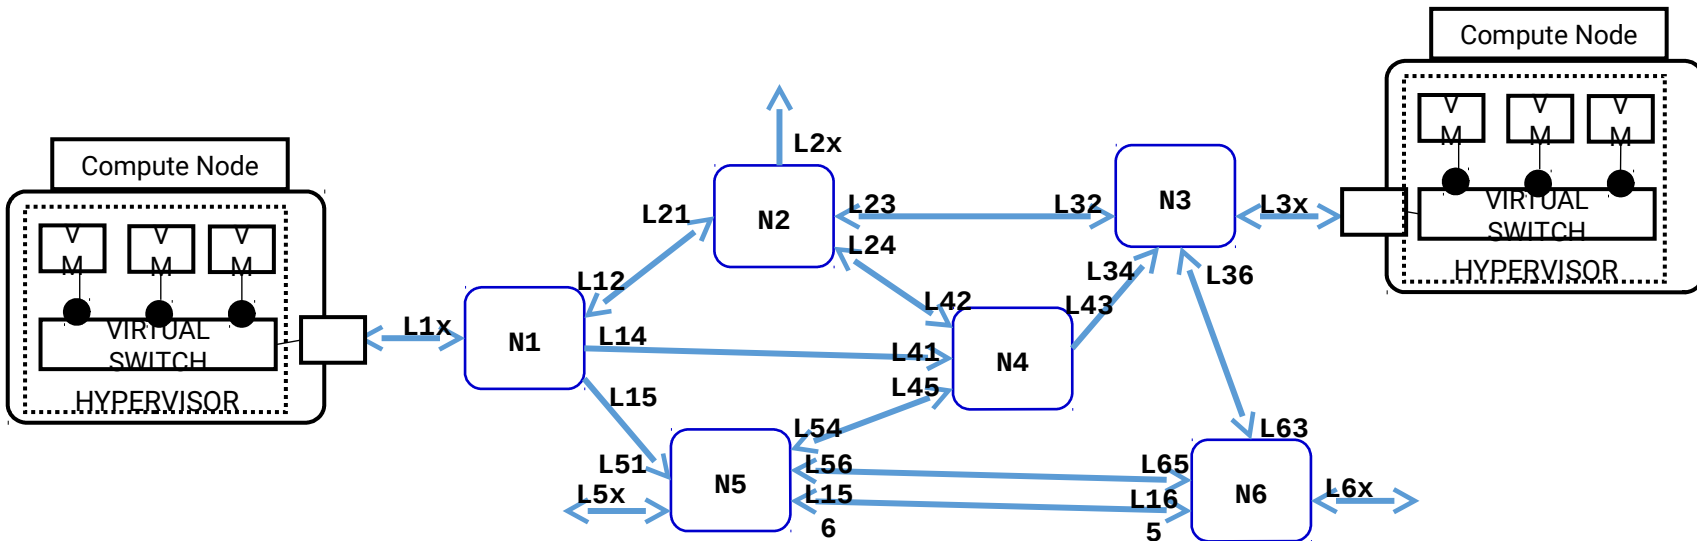 Compute Node
V
M
V
M
V
M
VIRTUAL
SWITCH
HYPERVISOR
L1x
N1
L12
L14
L15
L21
L2x
N2
L23
L24
L32
N3
L3x
L34
L36
L42
L43
L41
L45
N4
L51
L5x
N5
L54
L56
L15
6
L65
L16
5
L63
N6
L6x
Compute Node
V
M
V
M
V
M
VIRTUAL
SWITCH
HYPERVISOR